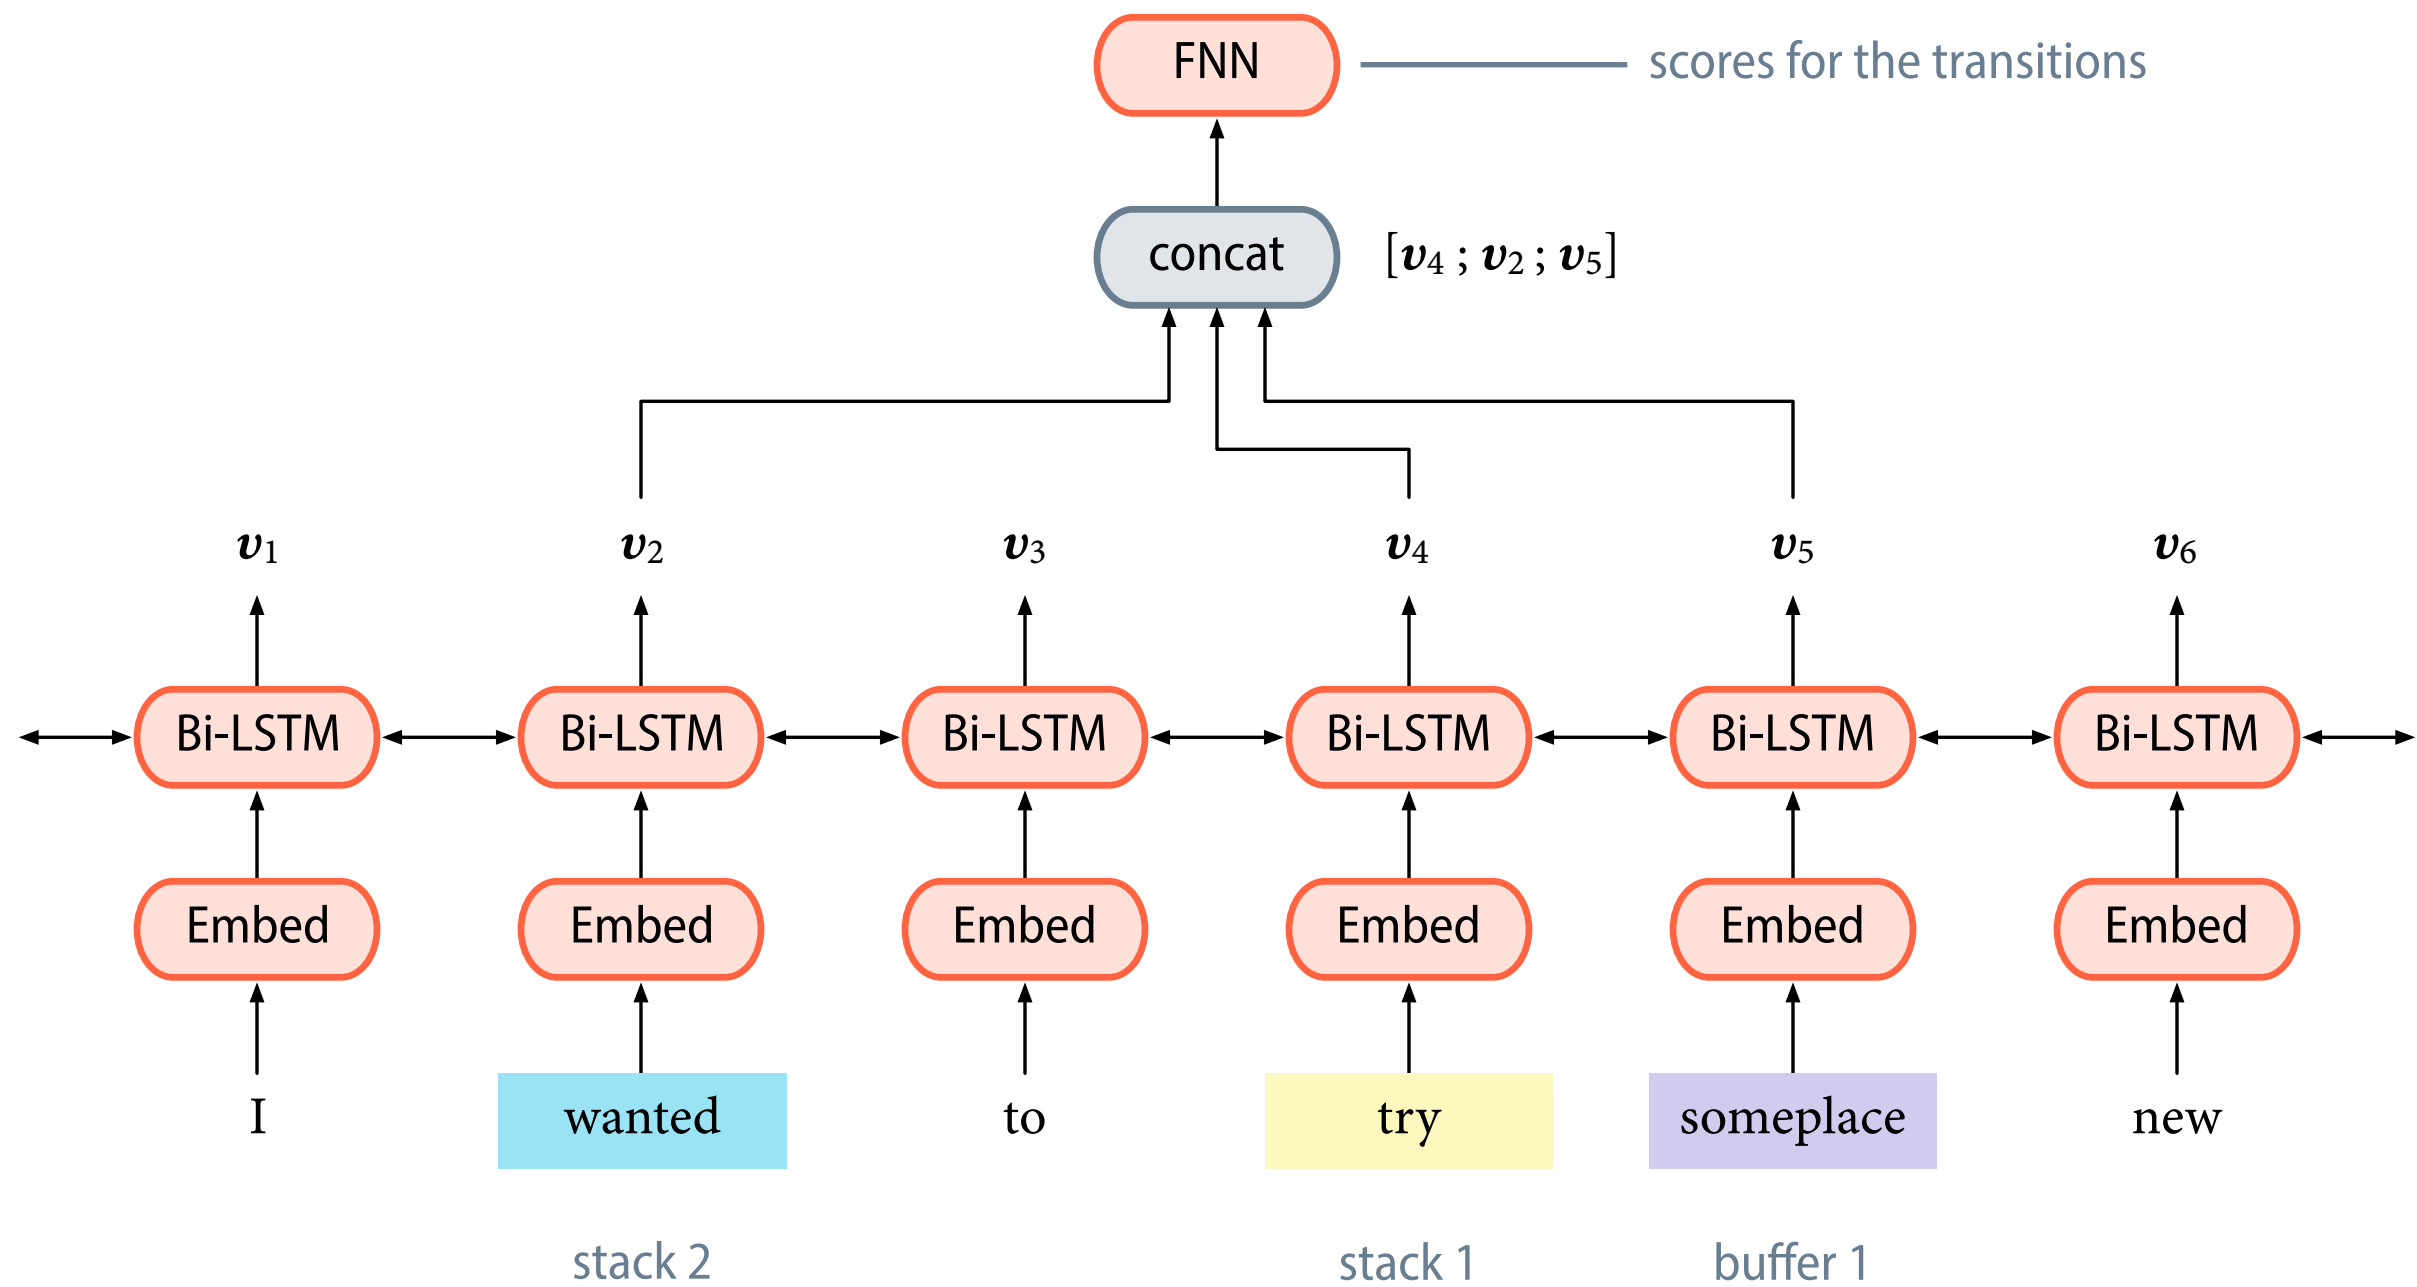 FNN
scores for the transitions
concat
[v4 ; v2 ; v5]
v1 v2 v3 v4 v5 v6
Bi-LSTM Bi-LSTM Bi-LSTM Bi-LSTM Bi-LSTM Bi-LSTM
Embed Embed Embed Embed Embed Embed
I wanted to try someplace new
stack 2 stack 1 buffer 1